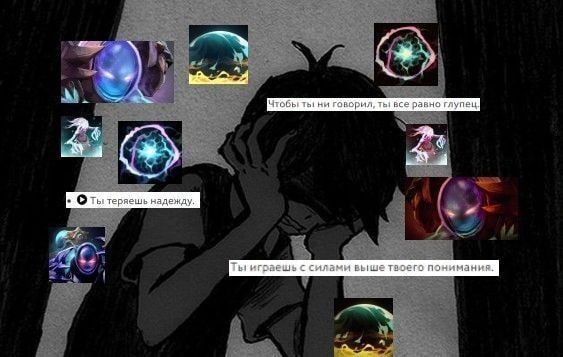 Чтобы ты ни говорил, ты все равно глупец.
Ты теряешь надежду.
Ты играешь с силами выше твоего понимания.